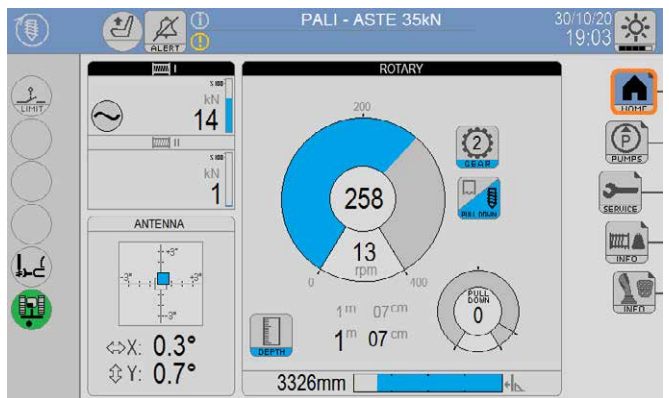 PALI - ASTE 35kN
30/10/20
19:03
ALERT
LIMIT
I
kN
14
II
kN
1
ANTENNA
+3°
-3°
+3°
-3°
X: 0.3°
Y: 0.7°
ROTARY
200
258
13
rpm
0
400
2
GEAR
PULL DOWN
PULL
DOWN
0
1m 07cm
1m 07cm
DEPTH
3326mm
HOME
P
PUMPS
SERVICE
INFO
INFO